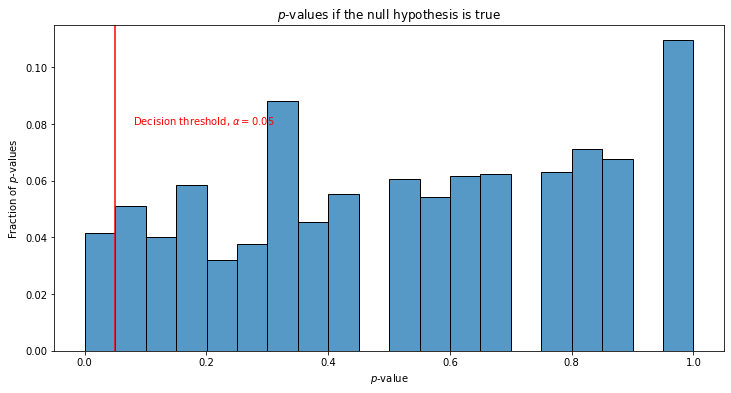 p-values if the null hypothesis is true
0.10
0.08
0.06
0.04
0.02
0.00
Fraction of p-values
Decision threshold, α = 0.05
0.0 0.2 0.4 0.6 0.8 1.0
p-value